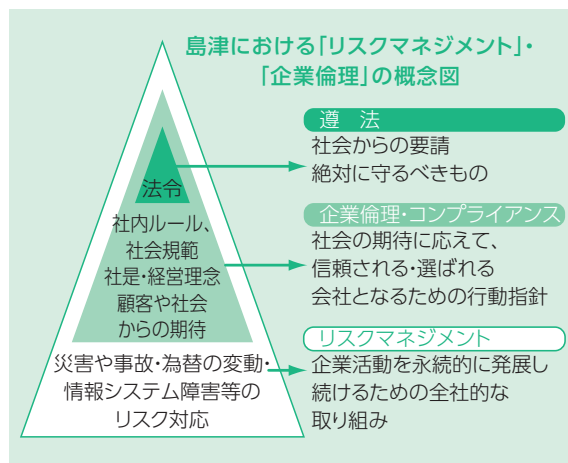 島津における「リスクマネジメント」・
「企業倫理」の概念図
法令
社内ルール、
社会規範
社是・経営理念
顧客や社会
からの期待
災害や事故・為替の変動・
情報システム障害等の
リスク対応
遵 法
社会からの要請
絶対に守るべきもの
企業倫理・コンプライアンス
社会の期待に応えて、
信頼される・選ばれる
会社となるための行動指針
リスクマネジメント
企業活動を永続的に発展し
続けるための全社的な
取り組み